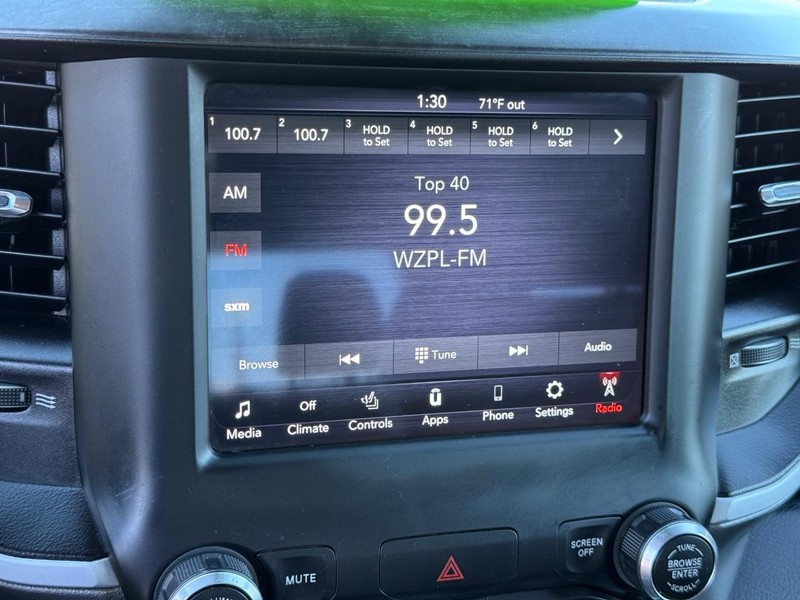 1:30 71°F out
1 100.7 2 100.7 3 HOLD to Set 4 HOLD to Set 5 HOLD to Set 6 HOLD to Set >
AM
Top 40
99.5
FM
WZPL-FM
sxm
Browse Tune Audio
Off
Media Climate Controls Apps Phone Settings Radio
MUTE
SCREEN OFF
TUNE
BROWSE
ENTER
SCROLL